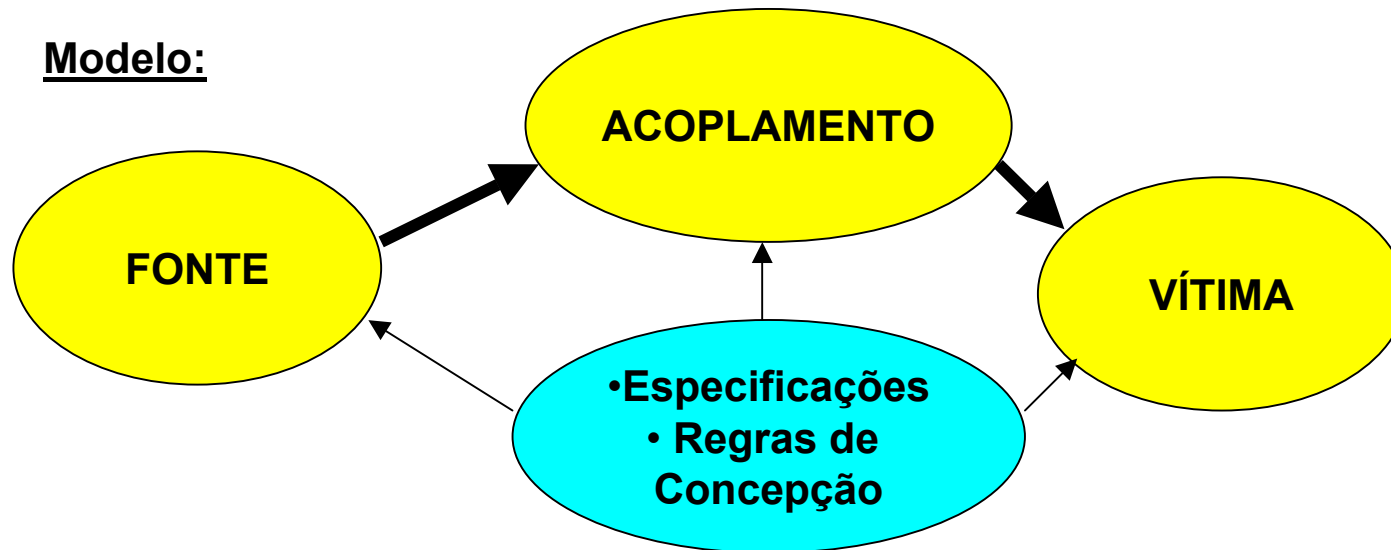 Modelo:
ACOPLAMENTO
FONTE
VÍTIMA
•Especificações
• Regras de
Concepção